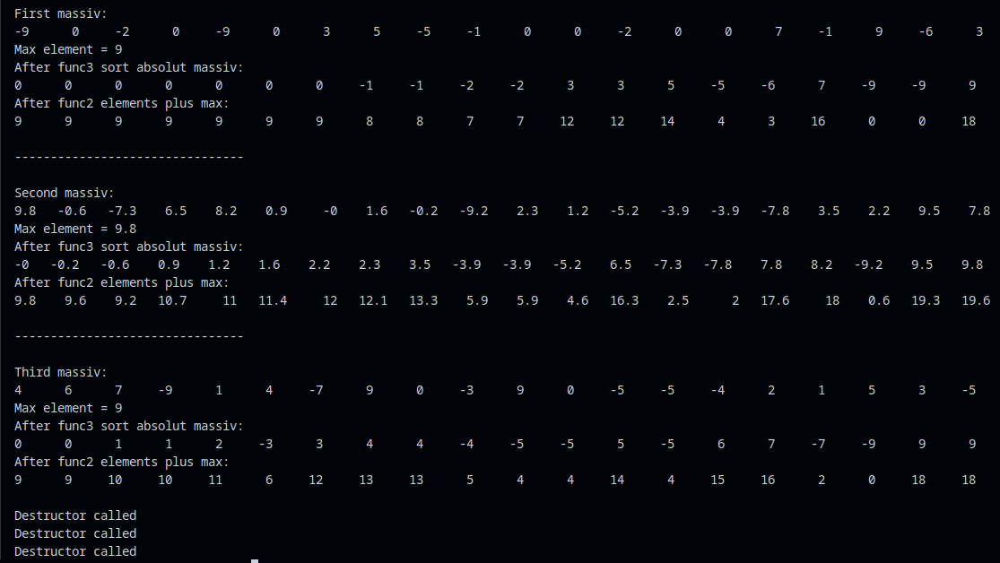 First massiv:
-9 0 -2 0 -9 0 3 5 -5 -1 0 0 -2 0 0 7 -1 9 -6 3
Max element = 9
After func3 sort absolut massiv:
0 0 0 0 0 0 0 -1 -1 -2 -2 3 3 5 -5 -6 7 -9 -9 9
After func2 elements plus max:
9 9 9 9 9 9 9 8 8 7 7 12 12 14 4 3 16 0 0 18
--------------------------------
Second massiv:
9.8 -0.6 -7.3 6.5 8.2 0.9 -0 1.6 -0.2 -9.2 2.3 1.2 -5.2 -3.9 -3.9 -7.8 3.5 2.2 9.5 7.8
Max element = 9.8
After func3 sort absolut massiv:
-0 -0.2 -0.6 0.9 1.2 1.6 2.2 2.3 3.5 -3.9 -3.9 -5.2 6.5 -7.3 -7.8 7.8 8.2 -9.2 9.5 9.8
After func2 elements plus max:
9.8 9.6 9.2 10.7 11 11.4 12 12.1 13.3 5.9 5.9 4.6 16.3 2.5 2 17.6 18 0.6 19.3 19.6
--------------------------------
Third massiv:
4 6 7 -9 1 4 -7 9 0 -3 9 0 -5 -5 -4 2 1 5 3 -5
Max element = 9
After func3 sort absolut massiv:
0 0 1 1 2 -3 3 4 4 -4 -5 -5 5 -5 6 7 -7 -9 9 9
After func2 elements plus max:
9 9 10 10 11 6 12 13 13 5 4 4 14 4 15 16 2 0 18 18
Destructor called
Destructor called
Destructor called